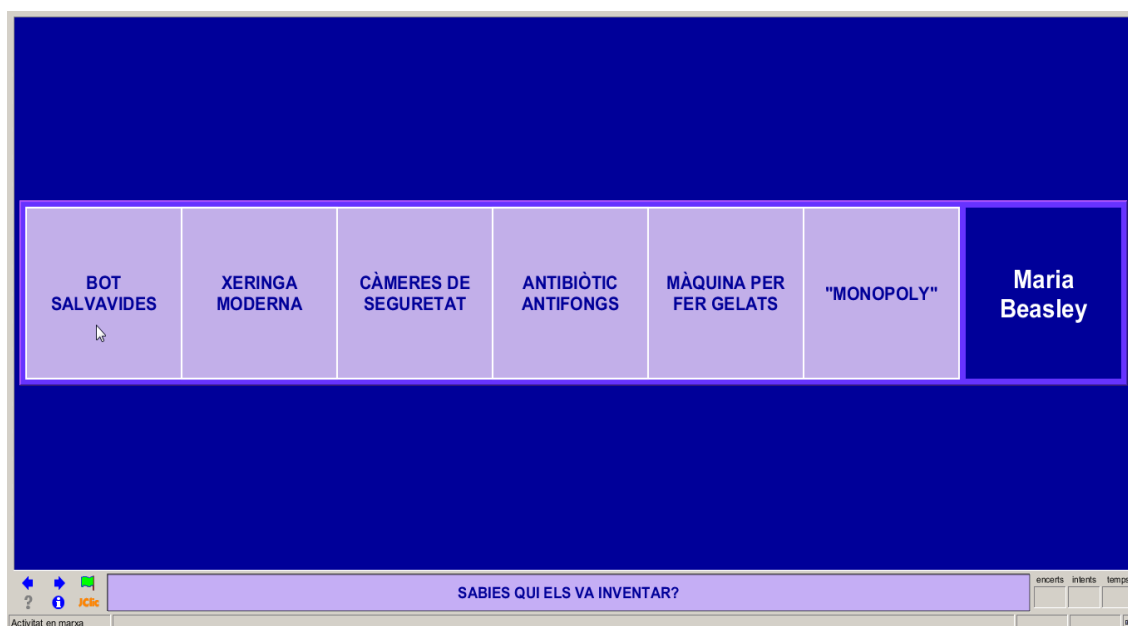 BOT
SALVAVIDES
XERINGA
MODERNA
CÀMERES DE
SEGURETAT
ANTIBIÒTIC
ANTIFONGS
MÀQUINA PER
FER GELATS
"MONOPOLY"
Maria
Beasley
SABIES QUI ELS VA INVENTAR?
encerts intents temps
JClic
Activitat en marxa